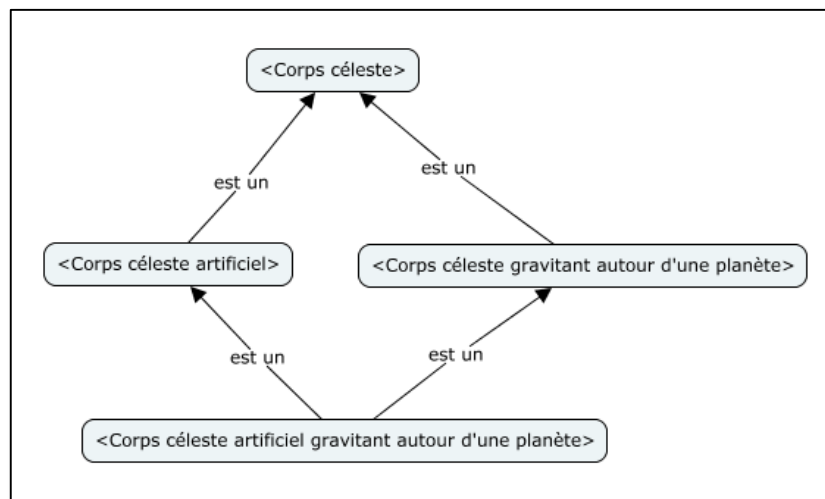 <Corps céleste>
est un
est un
<Corps céleste artificiel>
<Corps céleste gravitant autour d'une planète>
est un
est un
<Corps céleste artificiel gravitant autour d'une planète>